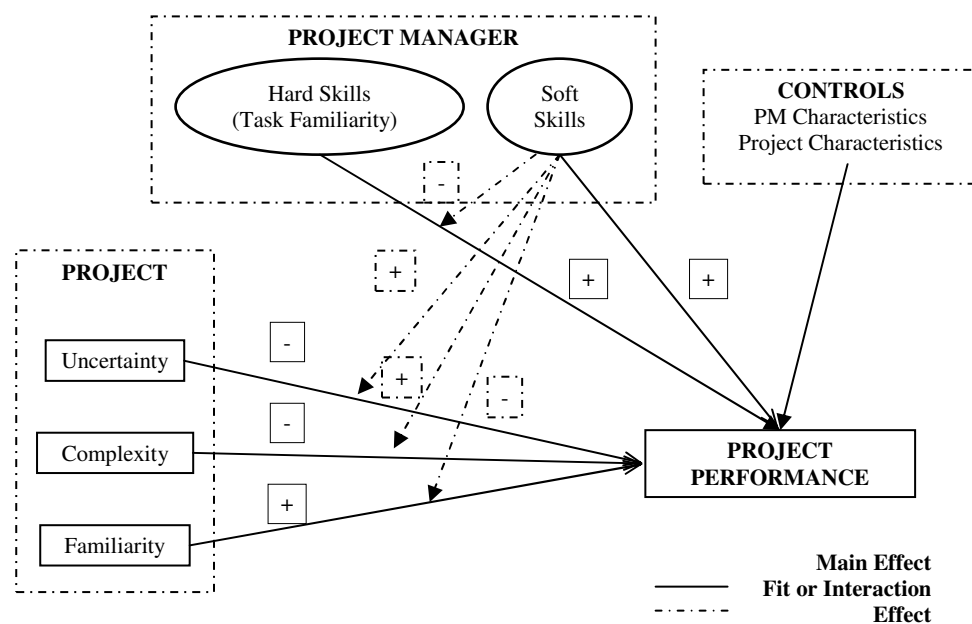 PROJECT MANAGER
Hard Skills
(Task Familiarity)
Soft
Skills
CONTROLS
PM Characteristics
Project Characteristics
-
+
+
+
PROJECT
Uncertainty
-
+
-
Complexity
-
Familiarity
+
PROJECT
PERFORMANCE
Main Effect
Fit or Interaction
Effect